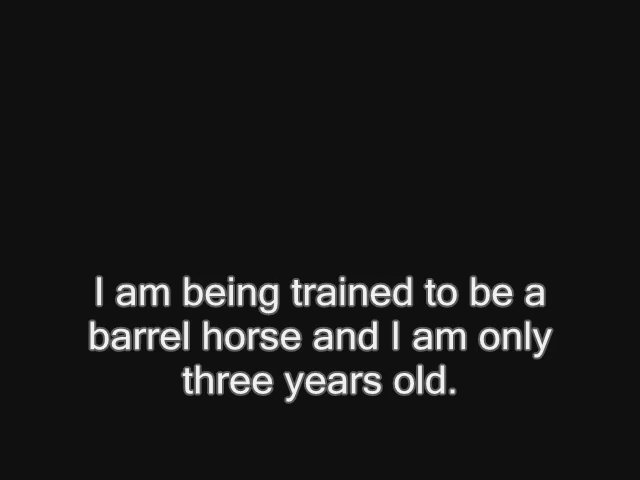 I am being trained to be a
barrel horse and I am only
three years old.